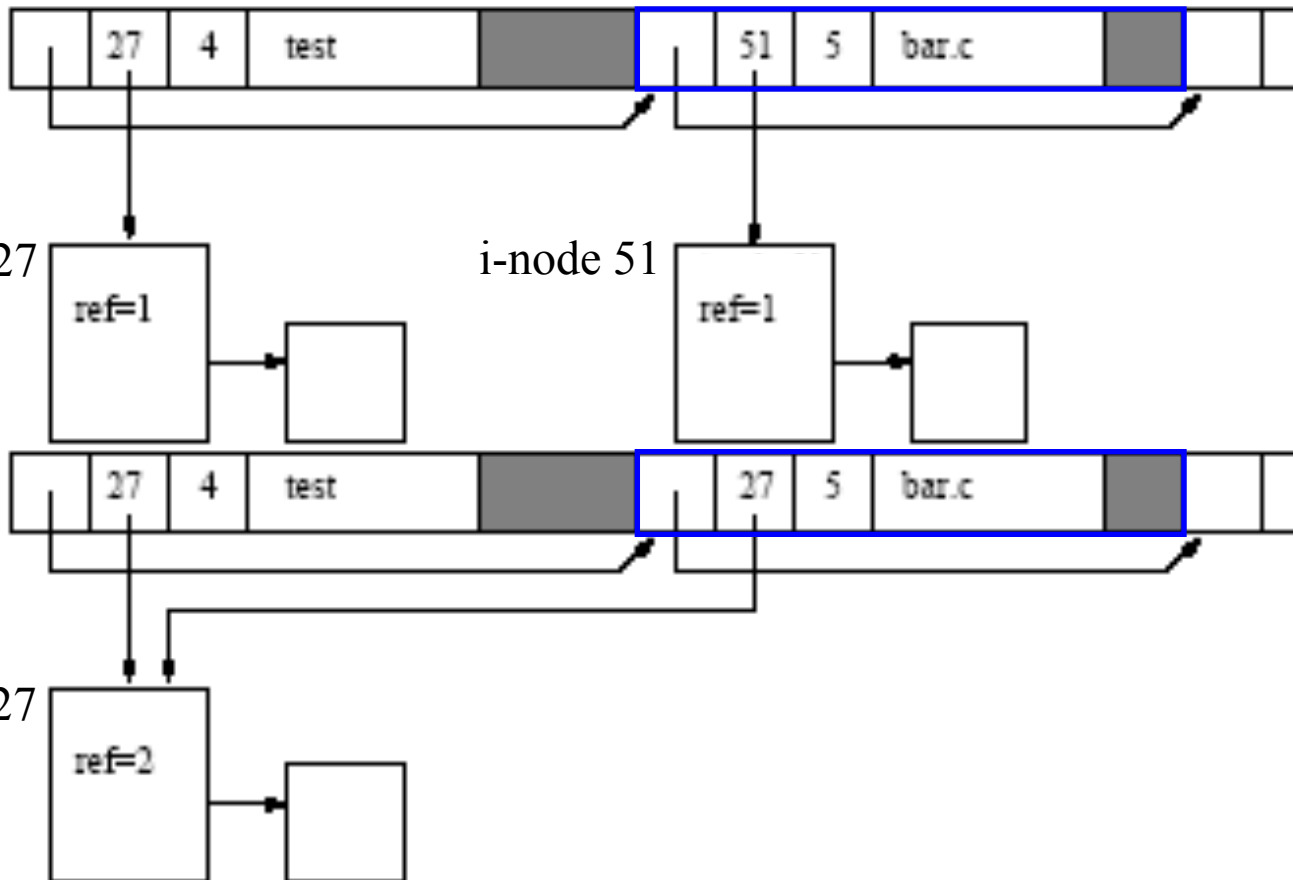 27 4 test 51 5 bar.c
27 i-node 51
ref=1 ref=1
27 4 test 27 5 bar.c
27
ref=2